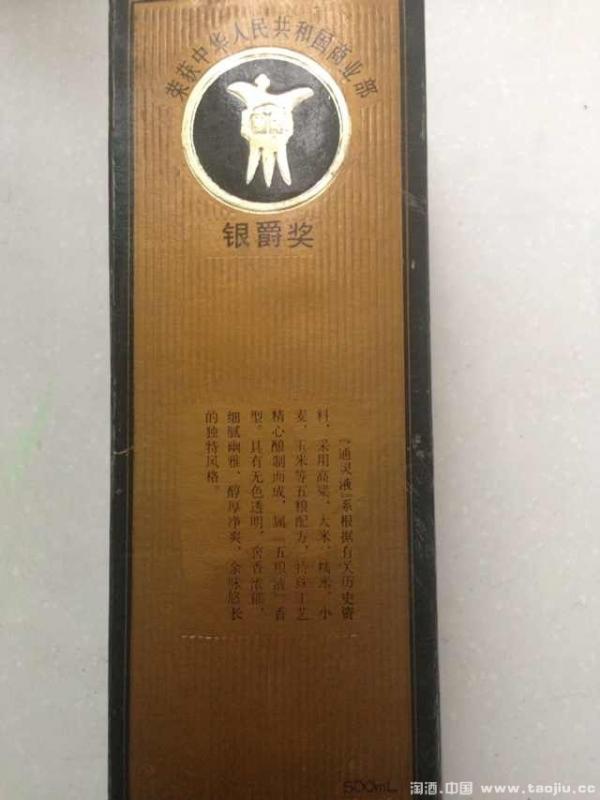 荣获中华人民共和国商业部
银爵奖
『通灵液』系根据有关历史资
料，采用高粱、大米、糯米、小
麦、玉米等五粮配方，特殊工艺
精心酿制而成，属“五粮液”香
型。具有无色透明，窖香浓郁、
细腻幽雅、醇厚净爽、余味悠长
的独特风格。
500mL
淘酒.中国 www.taojiu.cc